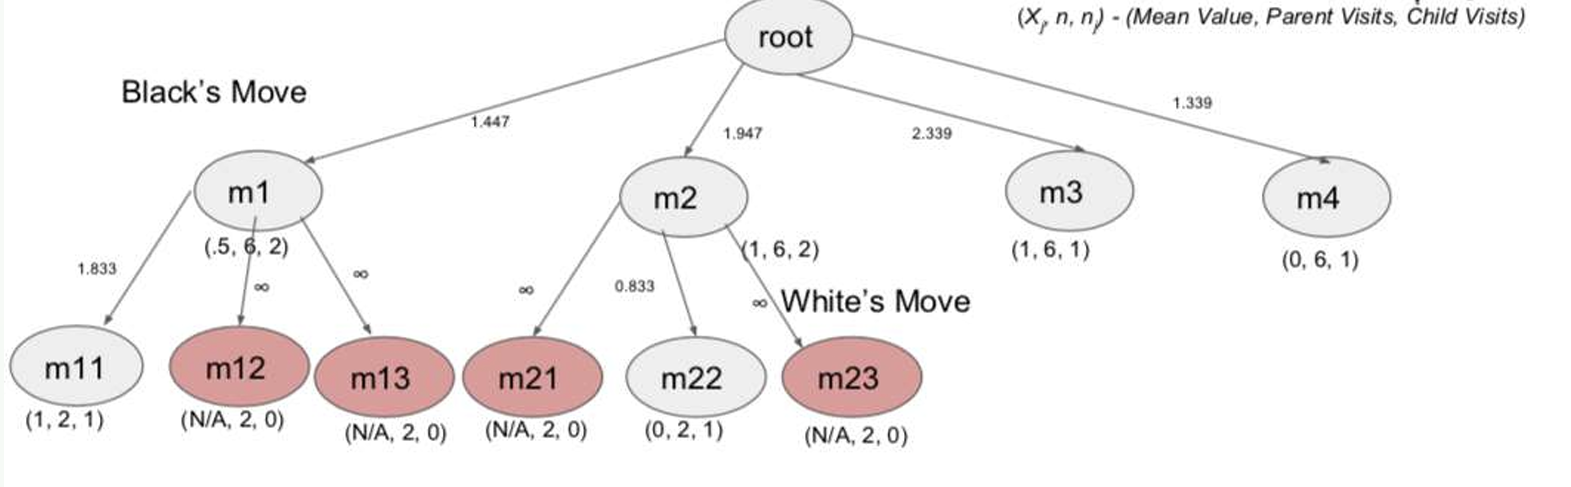 (Xj, n, nj) - (Mean Value, Parent Visits, Child Visits)
root
Black's Move
1.447
1.947
2.339
1.339
m1
m2
m3
m4
(.5, 6, 2)
(1, 6, 2)
(1, 6, 1)
(0, 6, 1)
1.833
∞
∞
∞
0.833
∞
White's Move
m11
m12
m13
m21
m22
m23
(1, 2, 1)
(N/A, 2, 0)
(N/A, 2, 0)
(N/A, 2, 0)
(0, 2, 1)
(N/A, 2, 0)